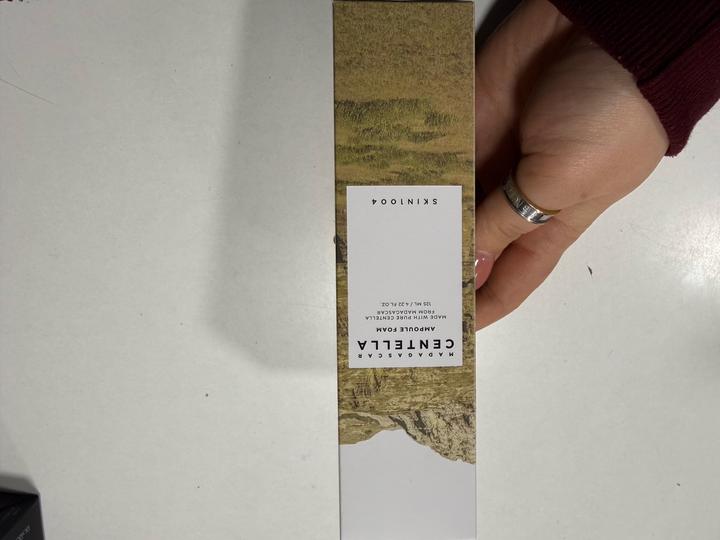 MADAGASCAR
CENTELLA
AMPOULE FOAM
MADE WITH PURE CENTELLA
FROM MADAGASCAR
125 ML / 4.22 FL.OZ.
SKIN1004